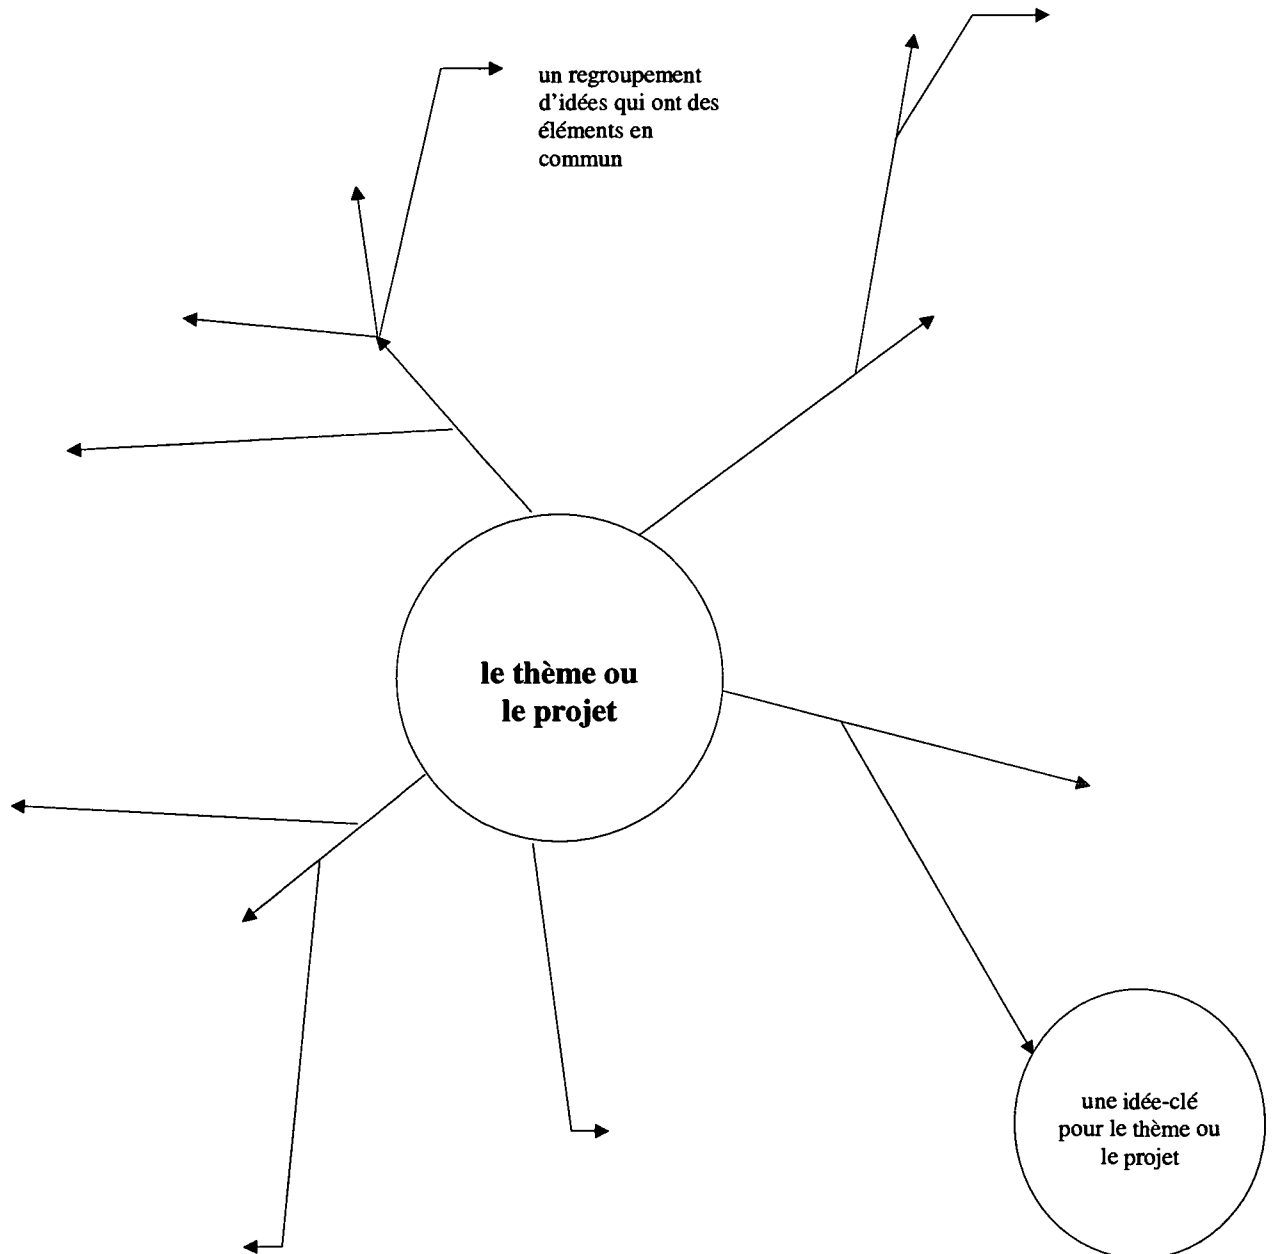 un regroupement
d'idées qui ont des
éléments en
commun
le thème ou
le projet
une idée-clé
pour le thème ou
le projet